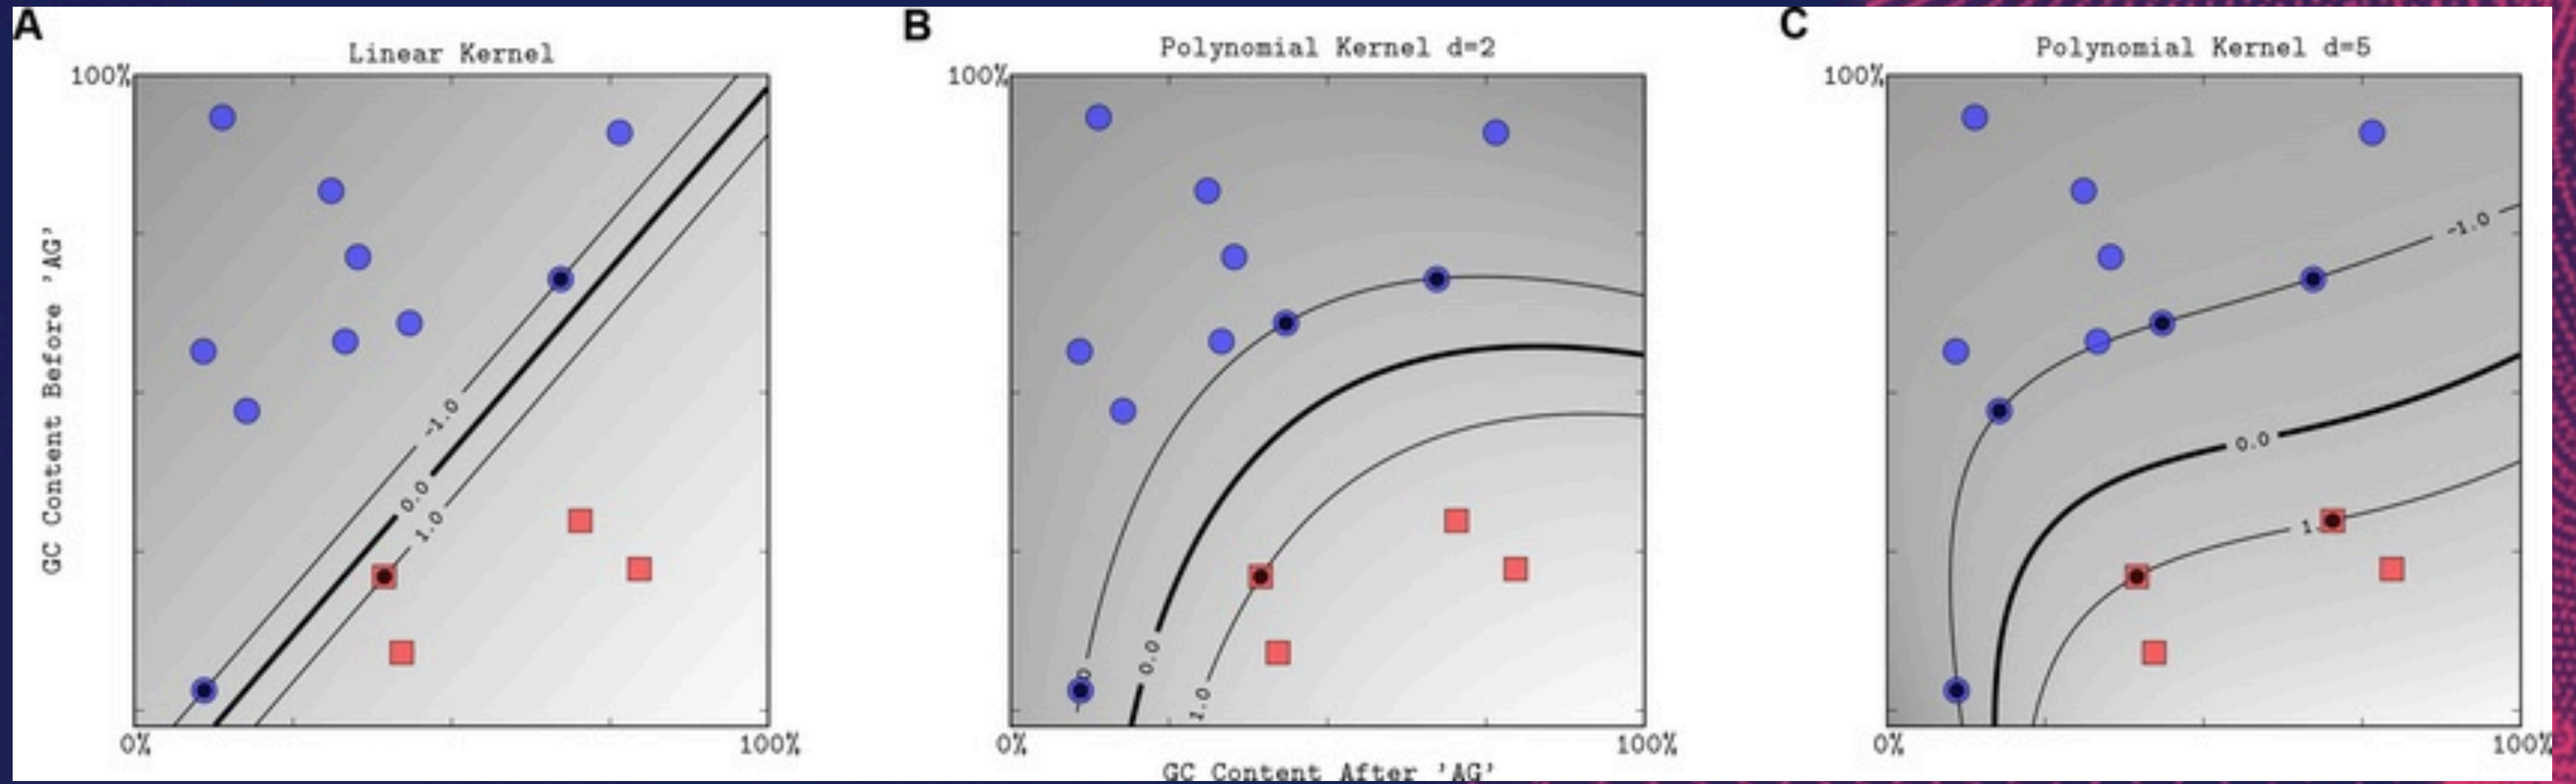 A
Linear Kernel
100%
GC Content Before 'AG'
-1.0
0.0
1.0
0%
100%
B
Polynomial Kernel d=2
100%
0.0
1.0
0%
100%
GC Content After 'AG'
C
Polynomial Kernel d=5
100%
-1.0
0.0
1.
0%
100%